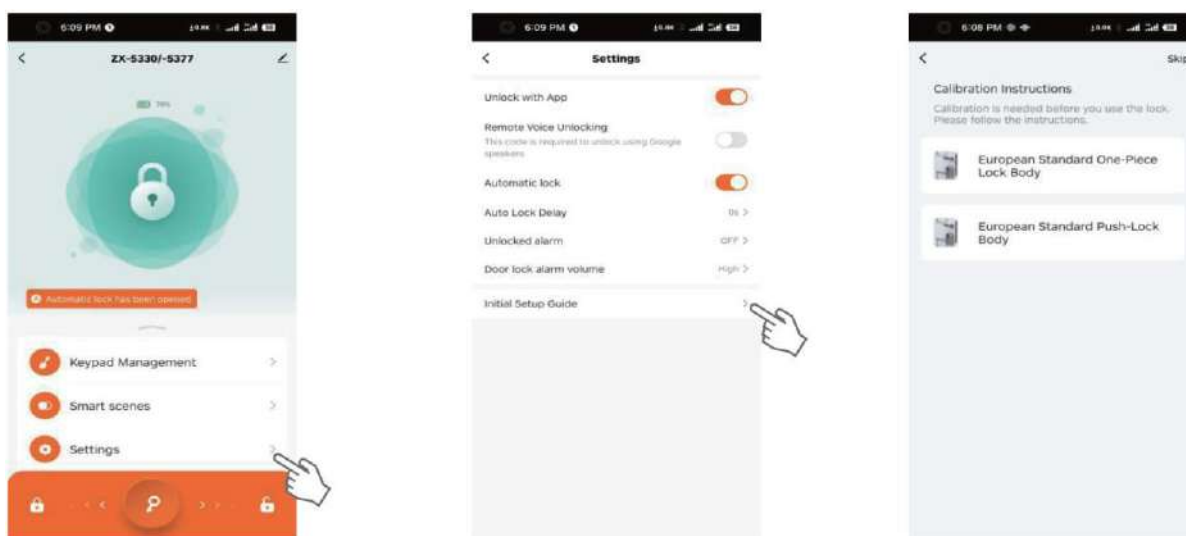 6:09 PM
ZX-5330/-5377
78%
Automatic lock has been opened
Keypad Management
Smart scenes
Settings
6:09 PM
Settings
Unlock with App
Remote Voice Unlocking
This code is required to unlock using Google
speakers
Automatic lock
Auto Lock Delay
0s
Unlocked alarm
OFF
Door lock alarm volume
High
Initial Setup Guide
6:08 PM
Skip
Calibration Instructions
Calibration is needed before you use the lock.
Please follow the instructions.
European Standard One-Piece
Lock Body
European Standard Push-Lock
Body